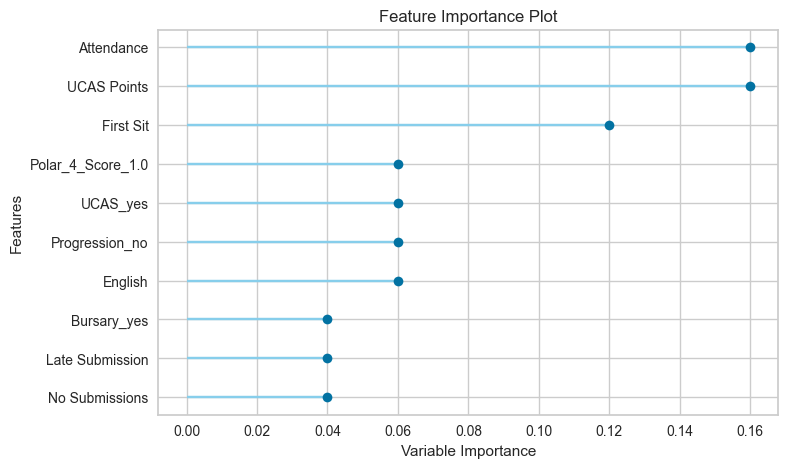 Feature Importance Plot
Attendance
UCAS Points
First Sit
Polar_4_Score_1.0
UCAS_yes
Progression_no
English
Bursary_yes
Late Submission
No Submissions
Features
0.00 0.02 0.04 0.06 0.08 0.10 0.12 0.14 0.16
Variable Importance